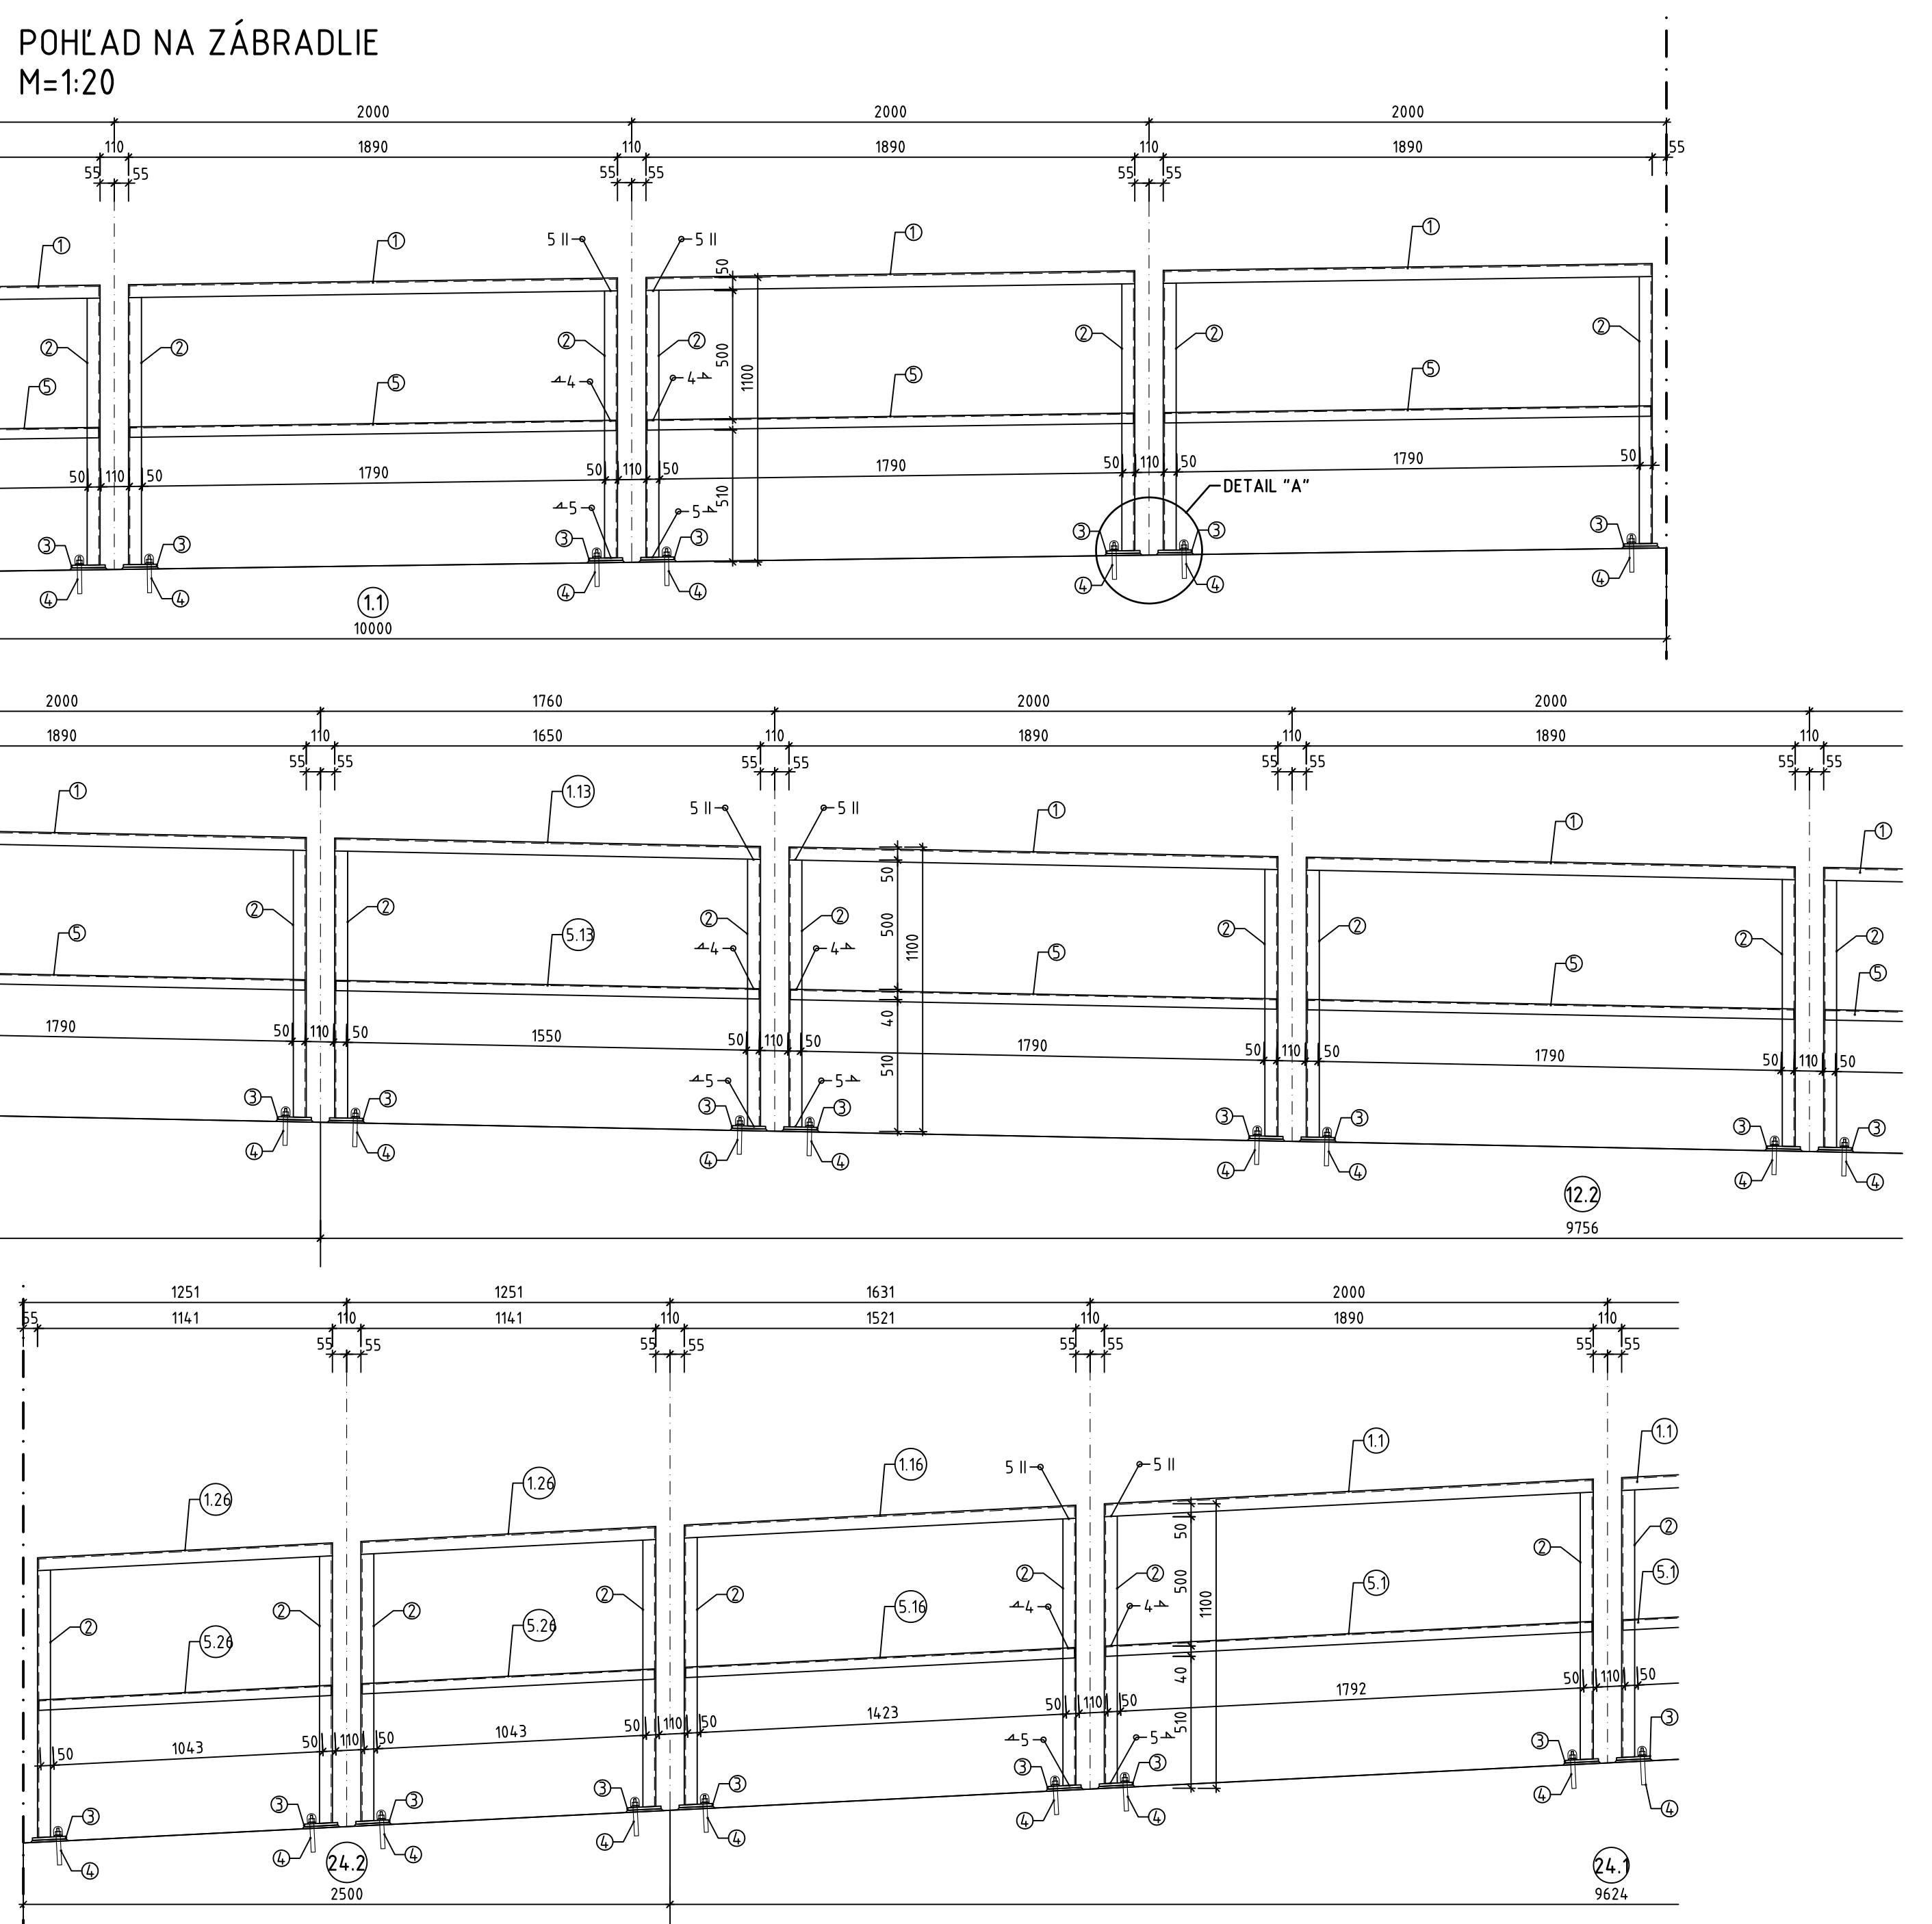 POHĽAD NA ZÁBRADLIE
M=1:20
2000 2000 2000
110 1890 110 1890 110 1890 55
55 55 55 55 55 55
1 1 5 II 5 II 50 1 1
2 2 2 2 500 1100 2 2 2
5 5 4 4 5 5
50 110 50 1790 50 110 50 1790 50 110 50 1790 50
5 5 510 DETAIL "A"
3 3 3 3 3 3 3
4 4 4 4 4 4 4
1.1
10000
2000 1760 2000 2000
1890 110 1650 110 1890 110 1890 110
55 55 55 55 55 55 55 55
1 1.13 5 II 5 II 50 1 1 1
2 2 2 2 500 1100 2 2 2 2
5 5.13 4 4 5 5 5
1790 50 110 50 1550 50 110 50 40 1790 50 110 50 1790 50 110 50
5 5 510
3 3 3 3 3 3 3 3
4 4 4 4 4 4 4 4
12.2
9756
1251 1251 1631 2000
55 1141 110 1141 110 1521 110 1890 110
55 55 55 55 55 55 55 55
1.26 1.26 1.16 5 II 5 II 50 1.1 1.1
2 2 2 2 2 2 2 500 1100 2 2
5.26 5.26 5.16 4 4 5.1 5.1
50 1043 50 110 50 1043 50 110 50 1423 50 110 50 40 1792 50 110 50
5 5 510
3 3 3 3 3 3 3 3 3
4 4 4 4 4 4 4 4 4
24.2 24.1
2500 9624